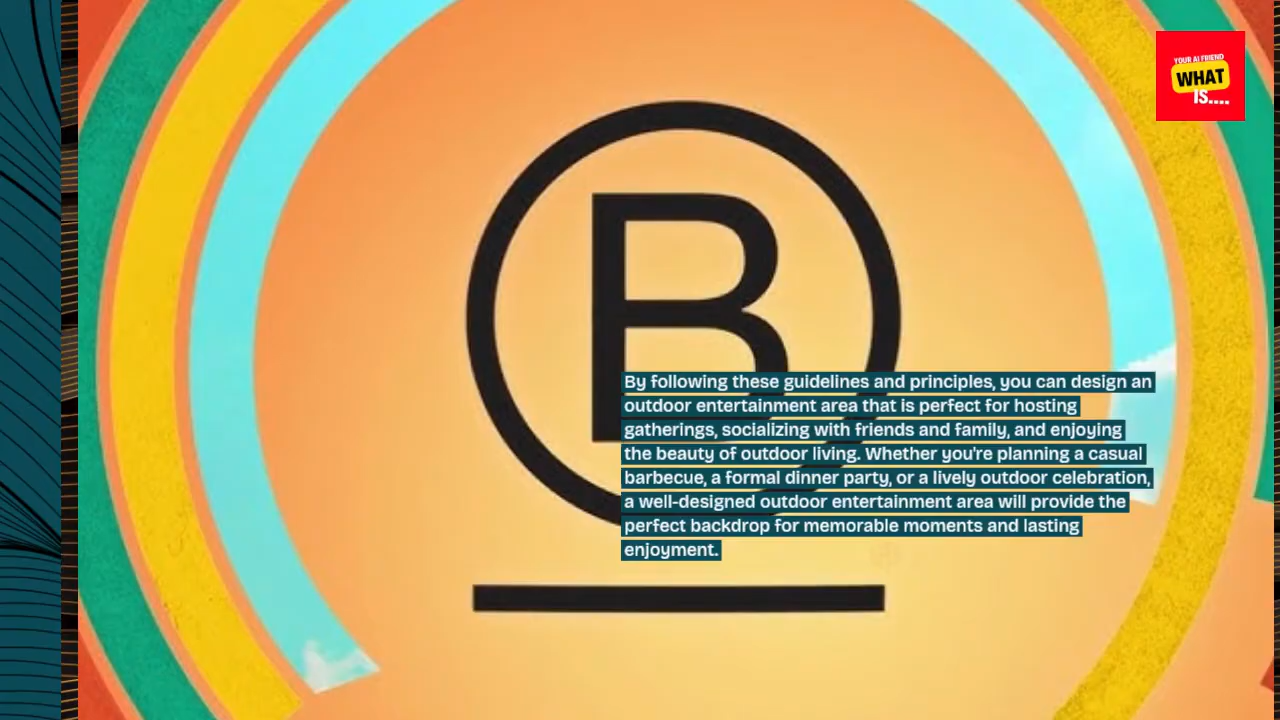 YOUR AI FRIEND
WHAT
IS....
B
By following these guidelines and principles, you can design an
outdoor entertainment area that is perfect for hosting
gatherings, socializing with friends and family, and enjoying
the beauty of outdoor living. Whether you're planning a casual
barbecue, a formal dinner party, or a lively outdoor celebration,
a well-designed outdoor entertainment area will provide the
perfect backdrop for memorable moments and lasting
enjoyment.